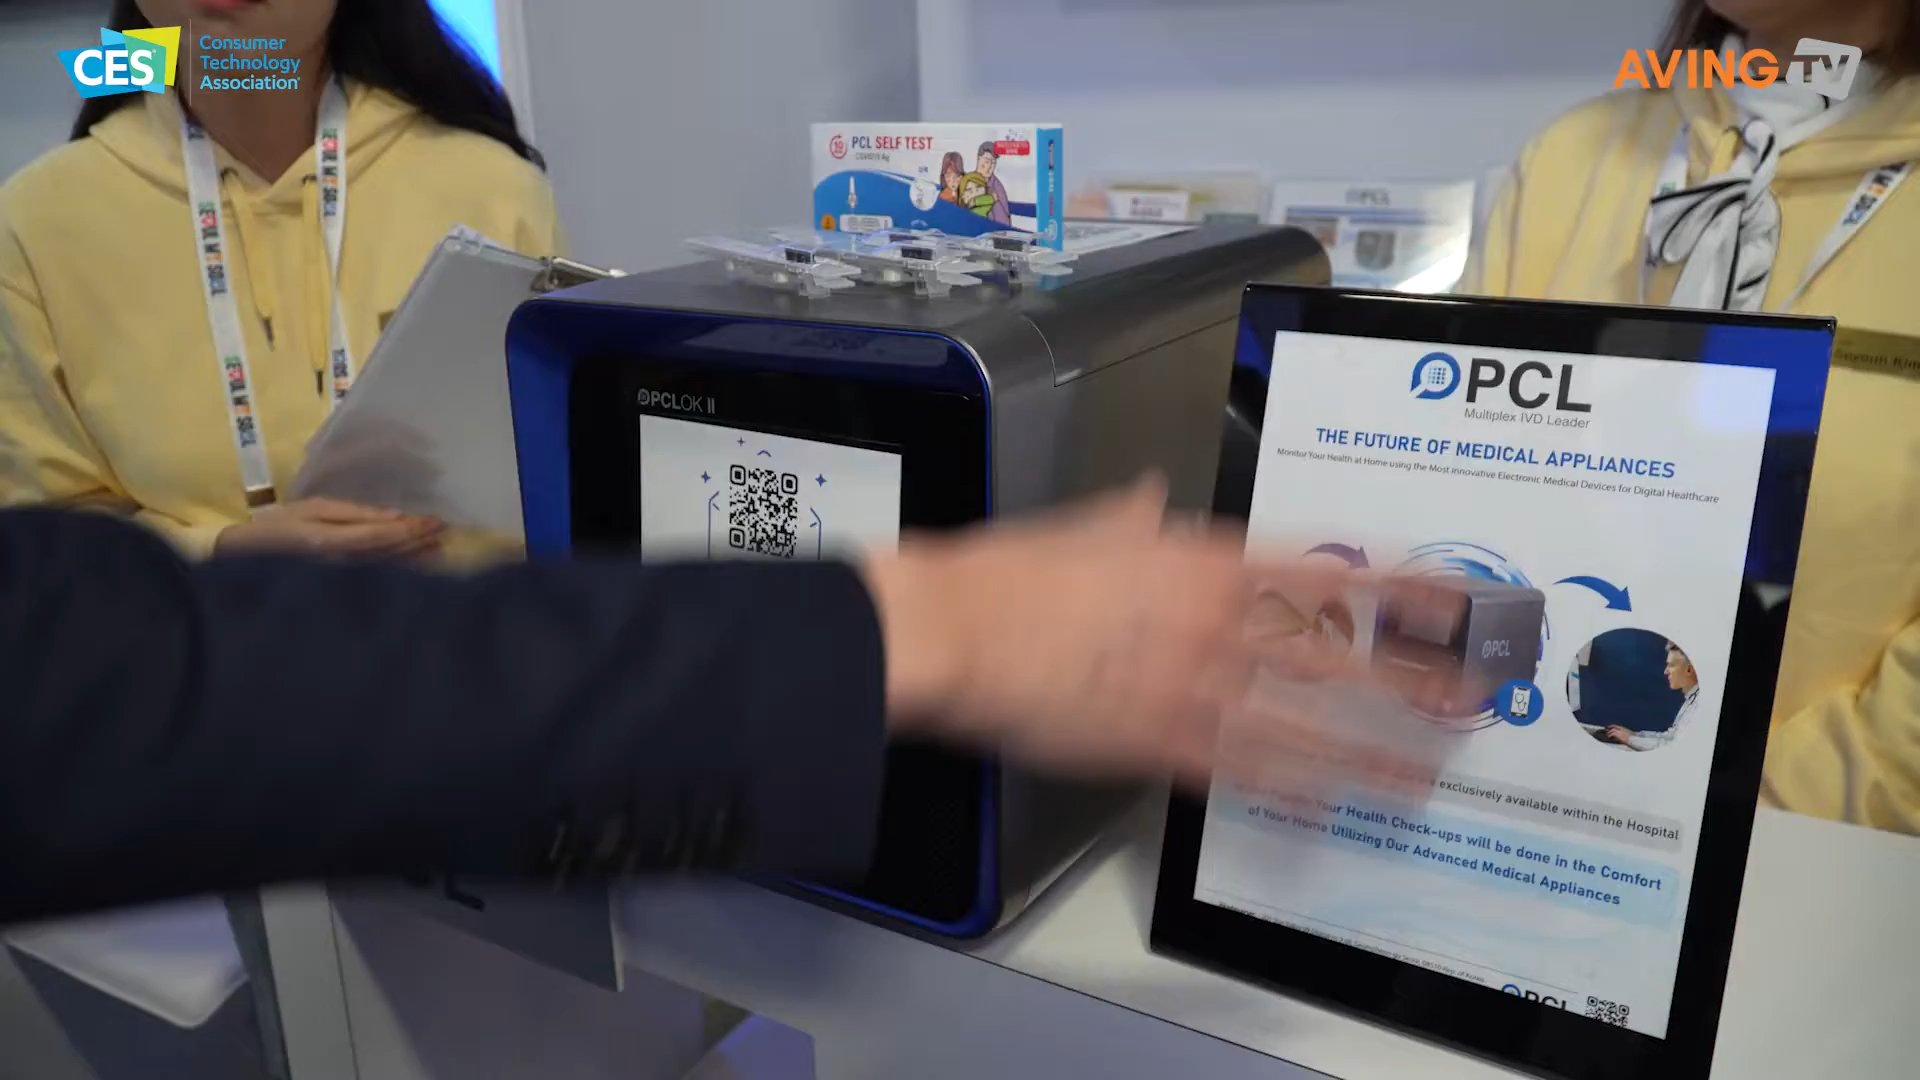 CES
Consumer
Technology
Association
AVING TV
PCL SELF TEST
PCL
PCLOK II
PCL
Multiplex IVD Leader
THE FUTURE OF MEDICAL APPLIANCES
Monitor Your Health at Home using the Most innovative Electronic Medical Devices for Digital Healthcare
PCL
exclusively available within the Hospital
Your Health Check-ups will be done in the Comfort
of Your Home Utilizing Our Advanced Medical Appliances
PCL